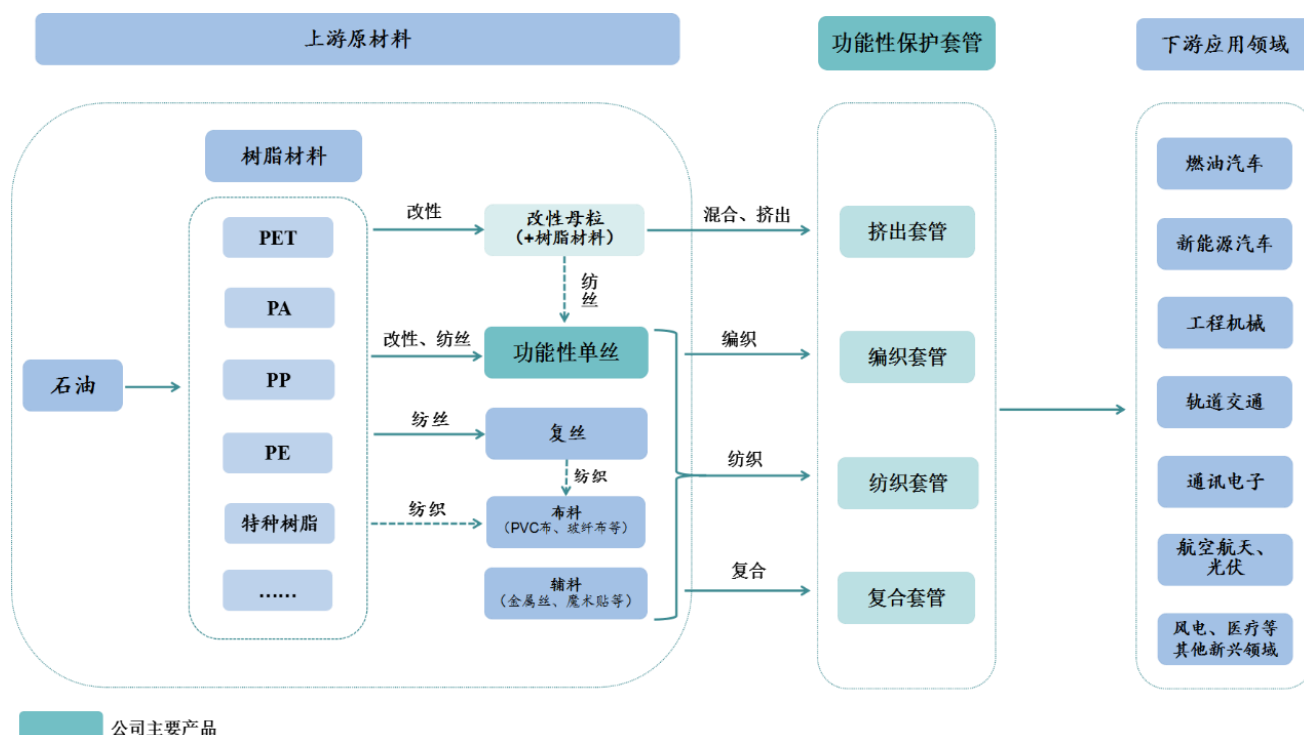 上游原材料
功能性保护套管
下游应用领域
树脂材料
石油
PET
PA
PP
PE
特种树脂
……
改性
改性、纺丝
纺丝
纺织
改性母粒
(+树脂材料)
纺
丝
功能性单丝
复丝
纺织
布料
(PVC布、玻纤布等)
辅料
(金属丝、魔术贴等)
混合、挤出
编织
纺织
复合
挤出套管
编织套管
纺织套管
复合套管
燃油汽车
新能源汽车
工程机械
轨道交通
通讯电子
航空航天、
光伏
风电、医疗等
其他新兴领域
公司主要产品